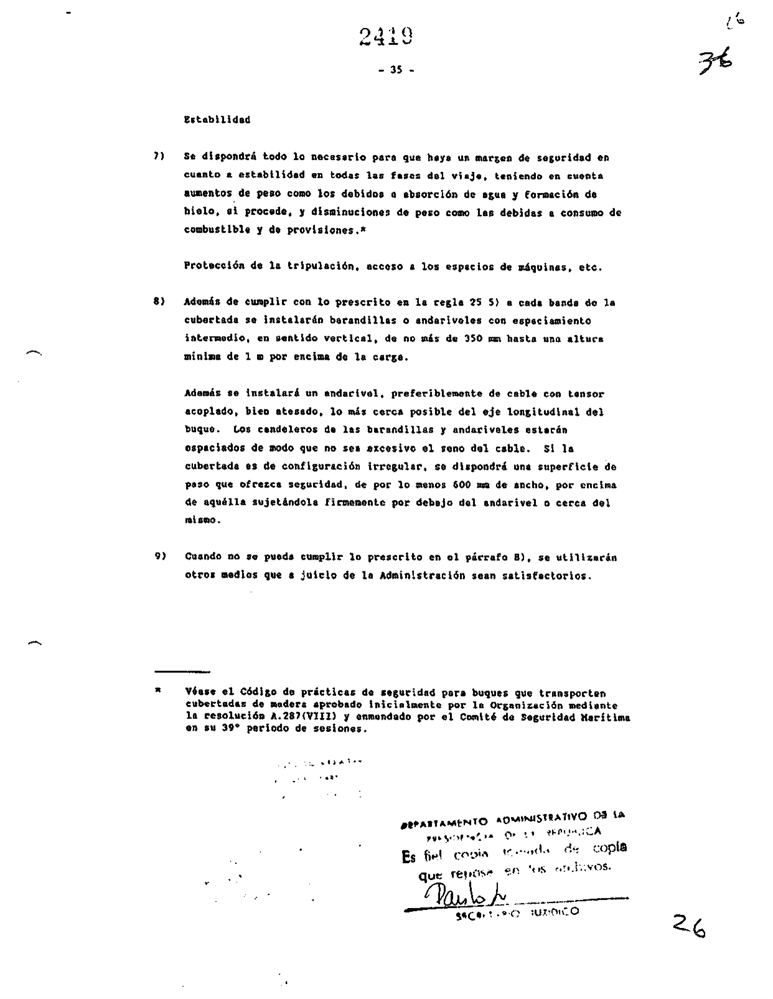 2419
36
- 35 -
Estabilidad
7) Se dispondrá todo lo necesario para que haya un margen de seguridad en
cuanto a estabilidad en todas las fases del viaje, teniendo en cuenta
aumentos de peso como los debidos a absorción de agua y formación de
hielo, si procede, y disminuciones de peso como las debidas a consumo de
combustible y de provisiones.*
Protección de la tripulación, acceso a los espacios de máquinas, etc.
8) Además de cumplir con lo prescrito en la regla 25 5) a cada banda de la
cubertada se instalarán barandillas o andariveles con espaciamiento
intermedio, en sentido vertical, de no más de 350 mm hasta una altura
mínima de 1 m por encima de la carga.
Además se instalará un andarivel, preferiblemente de cable con tensor
acoplado, bien atesado, lo más cerca posible del eje longitudinal del
buque. Los candeleros de las barandillas y andariveles estarán
espaciados de modo que no sea excesivo el seno del cable. Si la
cubertada es de configuración irregular, se dispondrá una superficie de
paso que ofrezca seguridad, de por lo menos 600 mm de ancho, por encima
de aquélla sujetándola firmemente por debajo del andarivel o cerca del
mismo.
9) Cuando no se pueda cumplir lo prescrito en el párrafo 8), se utilizarán
otros medios que a juicio de la Administración sean satisfactorios.
* Véase el Código de prácticas de seguridad para buques que transporten
cubertadas de madera aprobado inicialmente por la Organización mediante
la resolución A.287(VIII) y enmendado por el Comité de Seguridad Marítima
en su 39° periodo de sesiones.
DEPARTAMENTO ADMINISTRATIVO DE LA
PRESIDENCIA DE LA REPUBLICA
Es fiel copia tomada de copia
que reposa en los archivos.
SECRETARIO JURIDICO
26